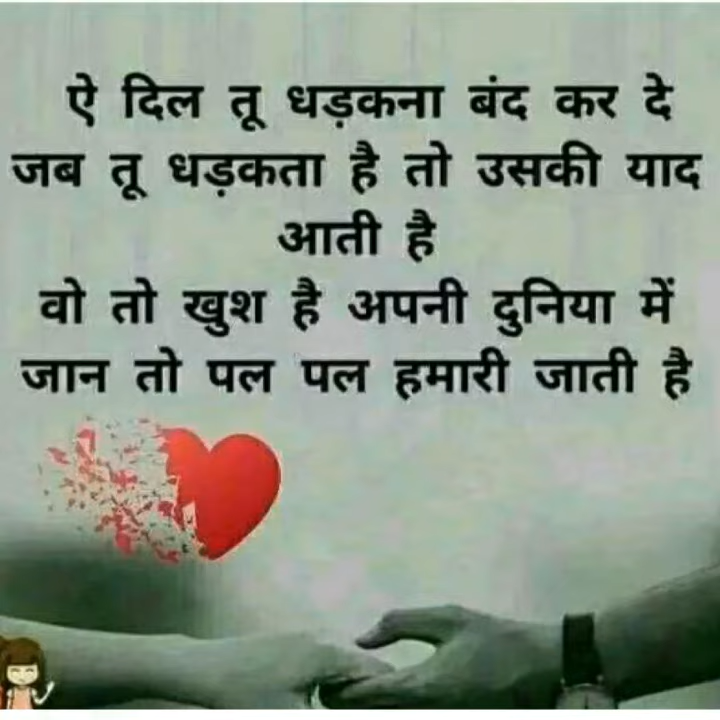 ऐ दिल तू धड़कना बंद कर दे
जब तू धड़कता है तो उसकी याद
आती है
वो तो खुश है अपनी दुनिया में
जान तो पल पल हमारी जाती है